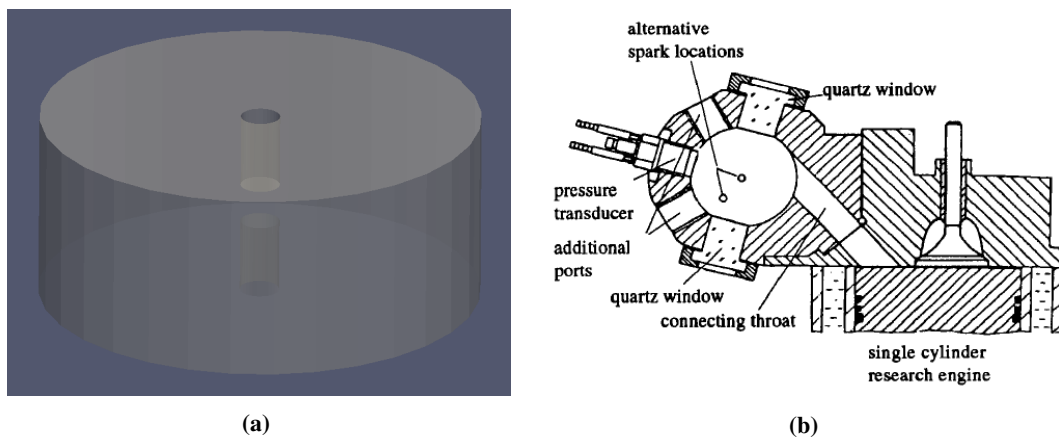 alternative
spark locations
quartz window
pressure
transducer
additional
ports
quartz window
connecting throat
single cylinder
research engine
(a)
(b)